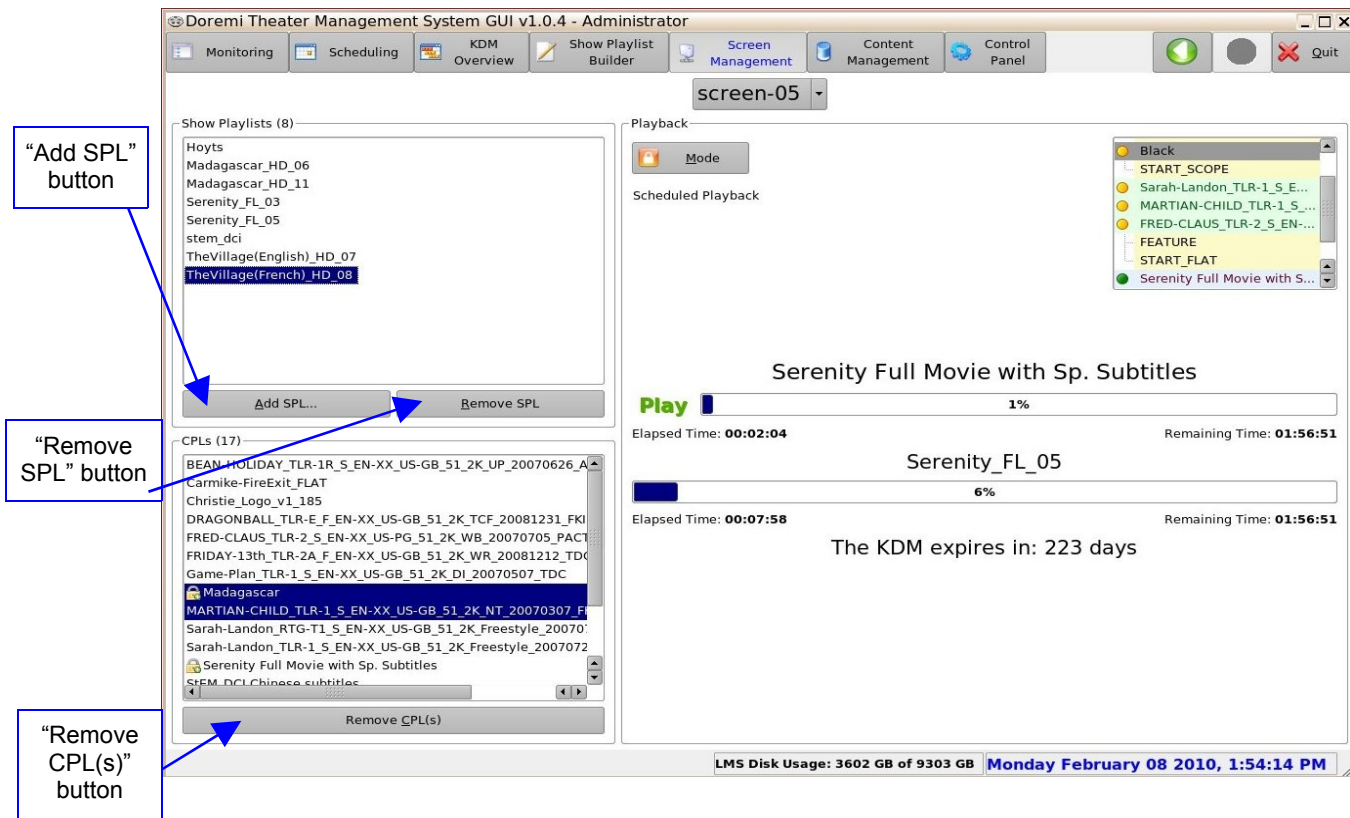 Doremi Theater Management System GUI v1.0.4 - Administrator
Monitoring
Scheduling
KDM
Overview
Show Playlist
Builder
Screen
Management
Content
Management
Control
Panel
Quit
screen-05
Show Playlists (8)
Hoyts
Madagascar_HD_06
Madagascar_HD_11
Serenity_FL_03
Serenity_FL_05
stem_dci
TheVillage(English)_HD_07
TheVillage(French)_HD_08
Add SPL...
Remove SPL
“Add SPL”
button
“Remove
SPL” button
CPLs (17)
BEAN-HOLIDAY_TLR-1R_S_EN-XX_US-GB_51_2K_UP_20070626_A
Carmike-FireExit_FLAT
Christie_Logo_v1_185
DRAGONBALL_TLR-E_F_EN-XX_US-GB_51_2K_TCF_20081231_FKI
FRED-CLAUS_TLR-2_S_EN-XX_US-PG_51_2K_WB_20070705_PACT
FRIDAY-13th_TLR-2A_F_EN-XX_US-GB_51_2K_WR_20081212_TDC
Game-Plan_TLR-1_S_EN-XX_US-GB_51_2K_DI_20070507_TDC
Madagascar
MARTIAN-CHILD_TLR-1_S_EN-XX_US-GB_51_2K_NT_20070307_F
Sarah-Landon_RTG-T1_S_EN-XX_US-GB_51_2K_Freestyle_20070
Sarah-Landon_TLR-1_S_EN-XX_US-GB_51_2K_Freestyle_2007072
Serenity Full Movie with Sp. Subtitles
StEM_DCI Chinese subtitles
Remove CPL(s)
“Remove
CPL(s)”
button
Playback
Mode
Scheduled Playback
Black
START_SCOPE
Sarah-Landon_TLR-1_S_E...
MARTIAN-CHILD_TLR-1_S_...
FRED-CLAUS_TLR-2_S_EN-...
FEATURE
START_FLAT
Serenity Full Movie with S...
Serenity Full Movie with Sp. Subtitles
Play
1%
Elapsed Time: 00:02:04
Remaining Time: 01:56:51
Serenity_FL_05
6%
Elapsed Time: 00:07:58
Remaining Time: 01:56:51
The KDM expires in: 223 days
LMS Disk Usage: 3602 GB of 9303 GB
Monday February 08 2010, 1:54:14 PM